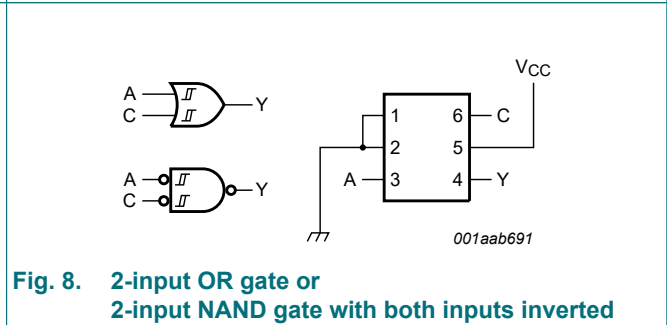 A
C
Y
A
C
Y
VCC
1
2
A
3
6
C
5
4
Y
001aab691
Fig. 8. 2-input OR gate or
2-input NAND gate with both inputs inverted